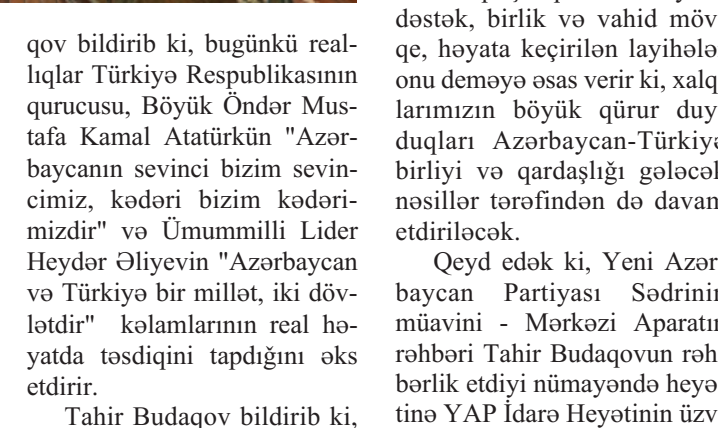 qov bildirib ki, bugünkü real-
lıqlar Türkiyə Respublikasının
qurucusu, Böyük Öndər Mus-
tafa Kamal Atatürkün "Azər-
baycanın sevinci bizim sevin-
cimiz, kədəri bizim kədəri-
mizdir" və Ümummilli Lider
Heydər Əliyevin "Azərbaycan
və Türkiyə bir millət, iki döv-
lətdir" kəlamlarının real hə-
yatda təsdiqini tapdığını əks
etdirir.
Tahir Budaqov bildirib ki,
dəstək, birlik və vahid möv
qe, həyata keçirilən layihələ
onu deməyə əsas verir ki, xalq
larımızın böyük qürur duy
duqları Azərbaycan-Türkiyə
birliyi və qardaşlığı gələcək
nəsillər tərəfindən də davam
etdiriləcək.
Qeyd edək ki, Yeni Azər
baycan Partiyası Sədrinin
müavini - Mərkəzi Aparatın
rəhbəri Tahir Budaqovun rəh
bərlik etdiyi nümayəndə heyə
tinə YAP İdarə Heyətinin üzv